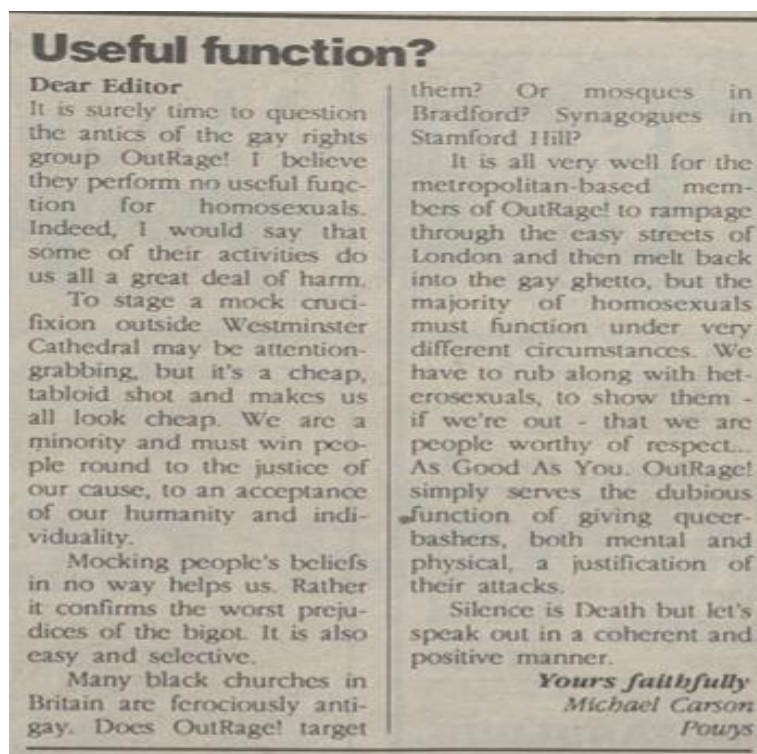 Useful function?
Dear Editor
It is surely time to question
the antics of the gay rights
group OutRage! I believe
they perform no useful func-
tion for homosexuals.
Indeed, I would say that
some of their activities do
us all a great deal of harm.
To stage a mock cruci-
fixion outside Westminster
Cathedral may be attention-
grabbing, but it's a cheap,
tabloid shot and makes us
all look cheap. We are a
minority and must win peo-
ple round to the justice of
our cause, to an acceptance
of our humanity and indi-
viduality.
Mocking people's beliefs
in no way helps us. Rather
it confirms the worst preju-
dices of the bigot. It is also
easy and selective.
Many black churches in
Britain are ferociously anti-
gay. Does OutRage! target
them? Or mosques in
Bradford? Synagogues in
Stamford Hill?
It is all very well for the
metropolitan-based mem-
bers of OutRage! to rampage
through the easy streets of
London and then melt back
into the gay ghetto, but the
majority of homosexuals
must function under very
different circumstances. We
have to rub along with het-
erosexuals, to show them -
if we're out - that we are
people worthy of respect...
As Good As You. OutRage!
simply serves the dubious
function of giving queer-
bashers, both mental and
physical, a justification of
their attacks.
Silence is Death but let's
speak out in a coherent and
positive manner.
Yours faithfully
Michael Carson
Powys